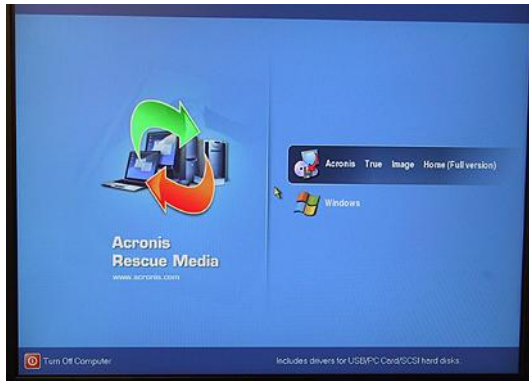 Acronis True Image Home (Full version)
Windows
Acronis
Rescue Media
www.acronis.com
Turn Off Computer
Includes drivers for USB/PC Card/SCSI hard disks